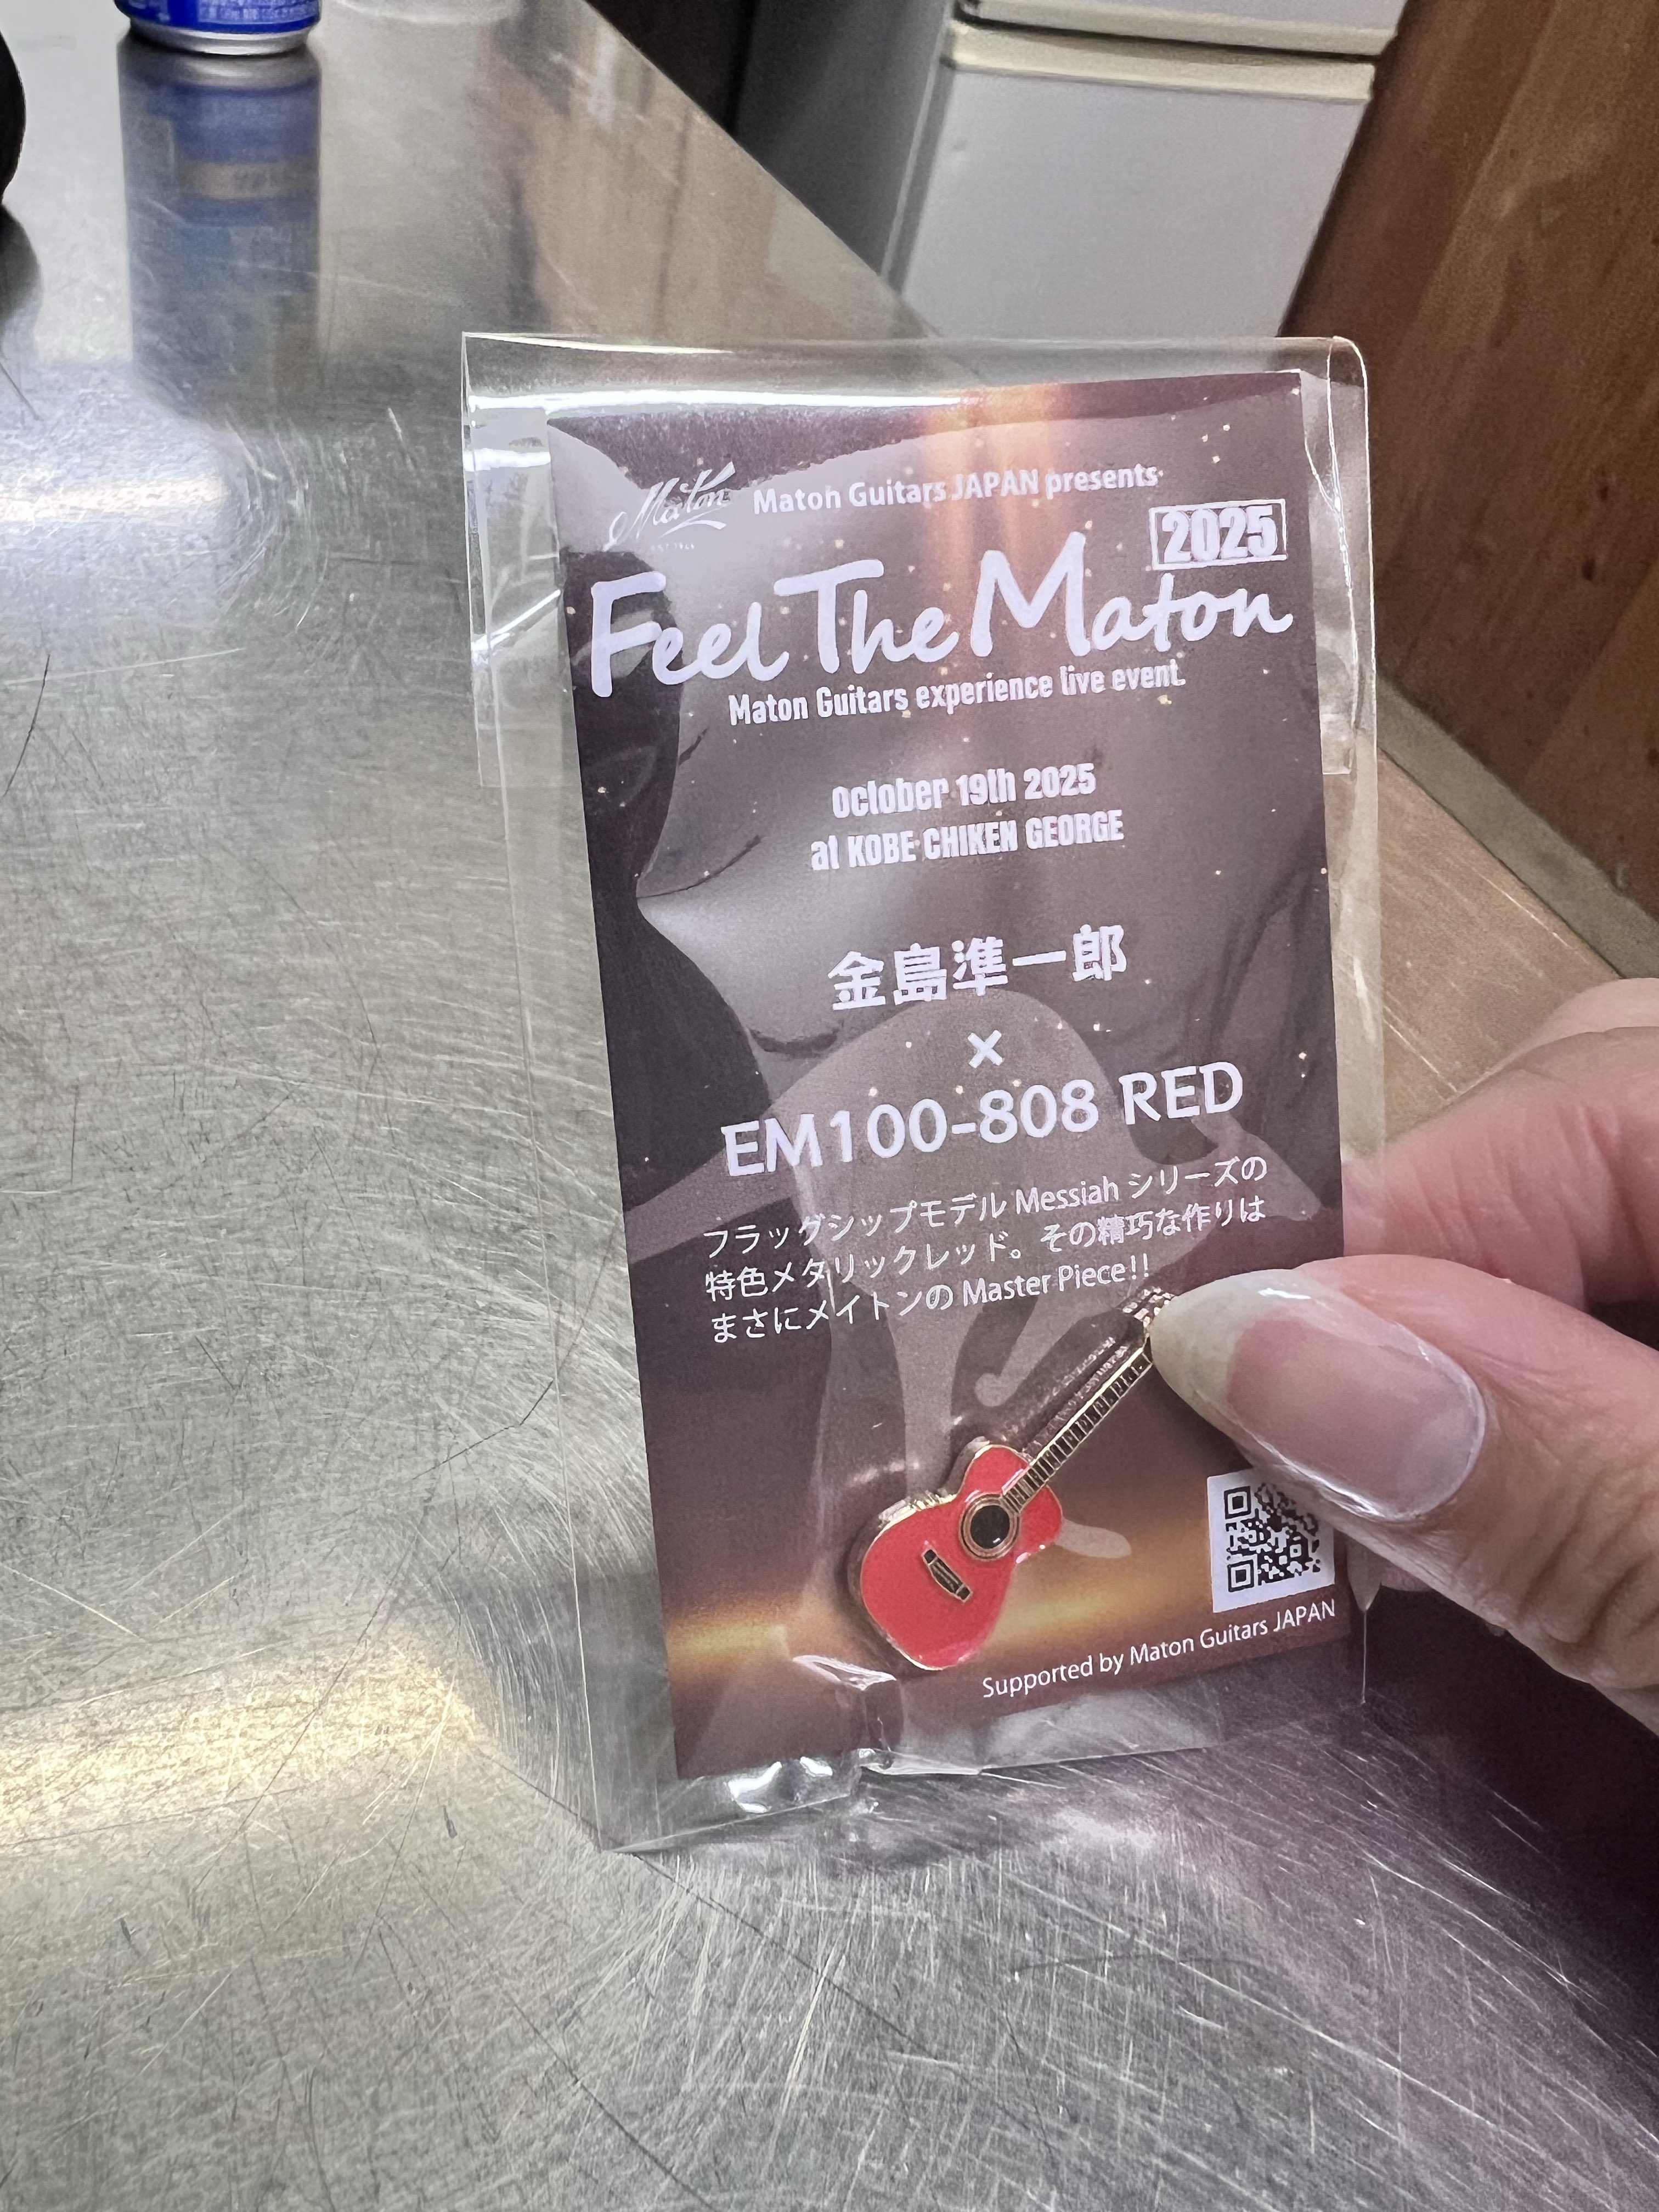 Maton Maton Guitars JAPAN presents
2025
Feel The Maton
Maton Guitars experience live event.
October 19th 2025
at KOBE CHIKEN GEORGE
金島準一郎
×
EM100-808 RED
フラッグシップモデル Messiah シリーズの
特色メタリックレッド。その精巧な作りは
まさにメイトンの Master Piece!!
Supported by Maton Guitars JAPAN